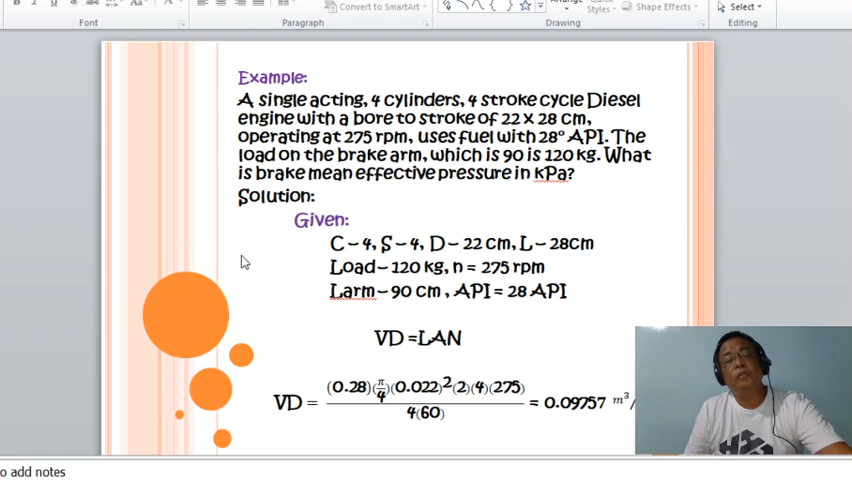 Convert to SmartArt
Arrange
Quick
Styles
Shape Effects
Select
Font
Paragraph
Drawing
Editing
Example:
A single acting, 4 cylinders, 4 stroke cycle Diesel
engine with a bore to stroke of 22 x 28 cm,
operating at 275 rpm, uses fuel with 28° API. The
load on the brake arm, which is 90 is 120 kg. What
is brake mean effective pressure in kPa?
Solution:
Given:
C – 4, S – 4, D – 22 cm, L – 28cm
Load – 120 kg, n = 275 rpm
Larm – 90 cm , API = 28 API
VD =LAN
VD = (0.28)(π/4)(0.022)²(2)(4)(275) / 4(60) = 0.09757 m³/
o add notes